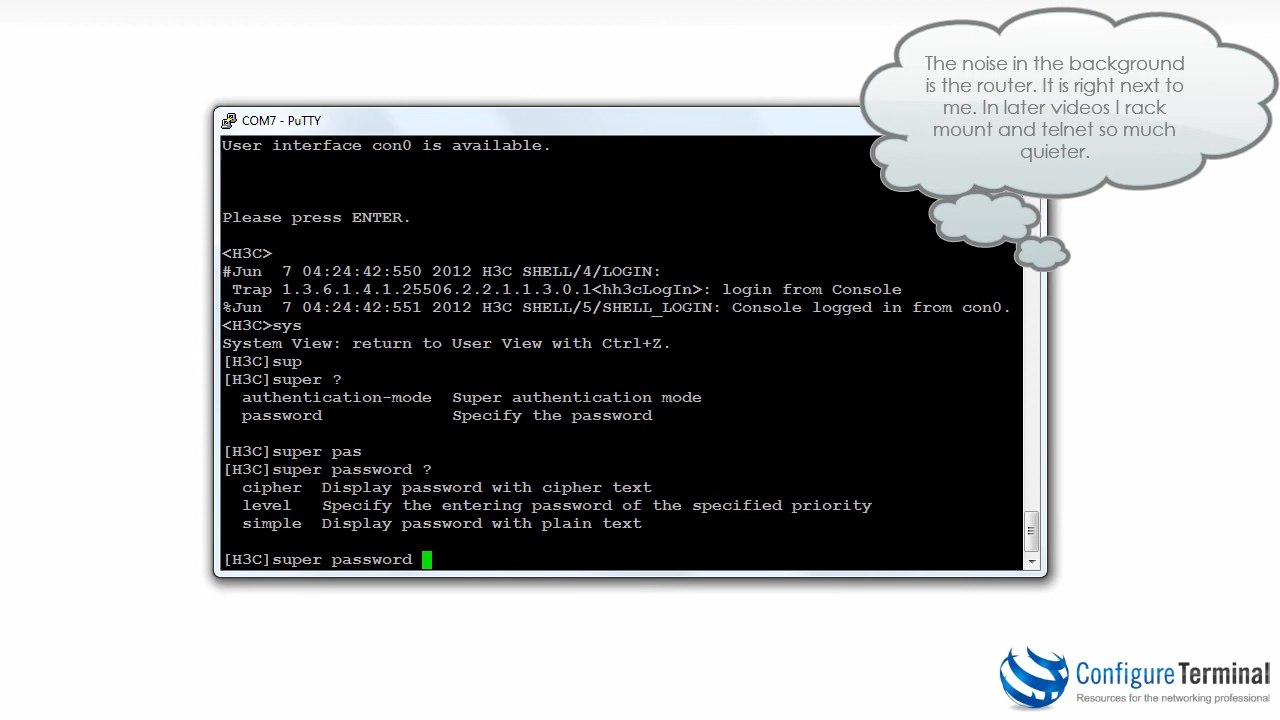 The noise in the background
is the router. It is right next to
me. In later videos I rack
mount and telnet so much
quieter.
COM7 - PuTTY
User interface con0 is available.
Please press ENTER.
<H3C>
#Jun  7 04:24:42:550 2012 H3C SHELL/4/LOGIN:
 Trap 1.3.6.1.4.1.25506.2.2.1.1.3.0.1<hh3cLogIn>: login from Console
%Jun  7 04:24:42:551 2012 H3C SHELL/5/SHELL_LOGIN: Console logged in from con0.
<H3C>sys
System View: return to User View with Ctrl+Z.
[H3C]sup
[H3C]super ?
  authentication-mode  Super authentication mode
  password             Specify the password
[H3C]super pas
[H3C]super password ?
  cipher  Display password with cipher text
  level   Specify the entering password of the specified priority
  simple  Display password with plain text
[H3C]super password
Configure Terminal
Resources for the networking professional